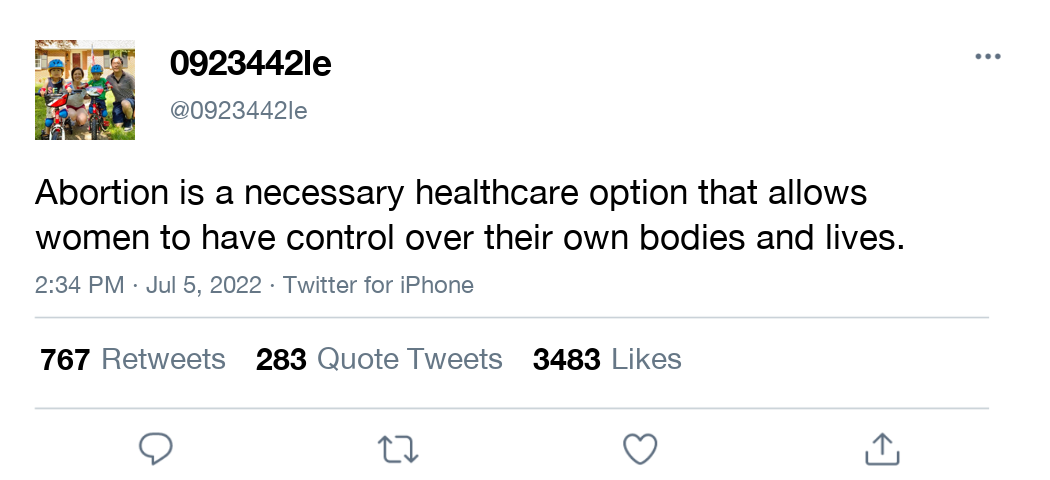 0923442le
@0923442le
Abortion is a necessary healthcare option that allows
women to have control over their own bodies and lives.
2:34 PM · Jul 5, 2022 · Twitter for iPhone
767 Retweets 283 Quote Tweets 3483 Likes